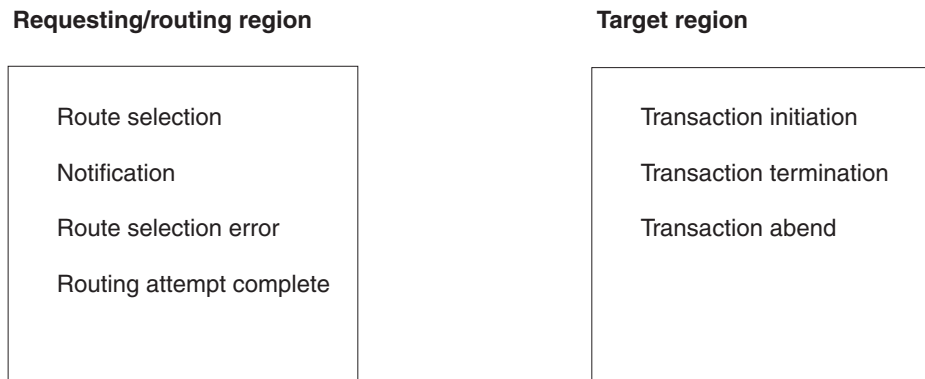 Requesting/routing region
Route selection
Notification
Route selection error
Routing attempt complete
Target region
Transaction initiation
Transaction termination
Transaction abend